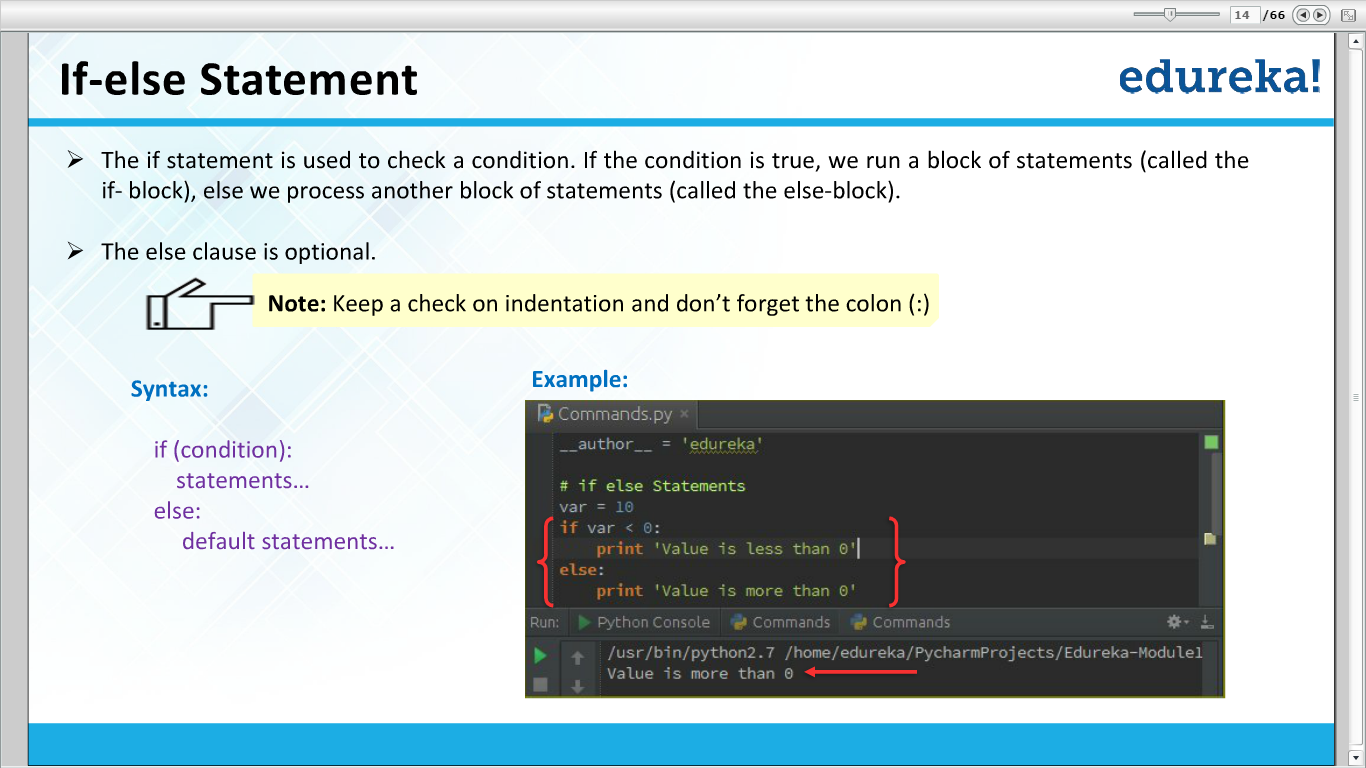 14 /66
If-else Statement
edureka!
➢ The if statement is used to check a condition. If the condition is true, we run a block of statements (called the
if- block), else we process another block of statements (called the else-block).
➢ The else clause is optional.
Note: Keep a check on indentation and don’t forget the colon (:)
Syntax:
if (condition):
statements…
else:
default statements…
Example:
Commands.py ×
__author__ = 'edureka'
# if else Statements
var = 10
if var < 0:
print 'Value is less than 0'
else:
print 'Value is more than 0'
Run: Python Console Commands Commands
/usr/bin/python2.7 /home/edureka/PycharmProjects/Edureka-Module1
Value is more than 0